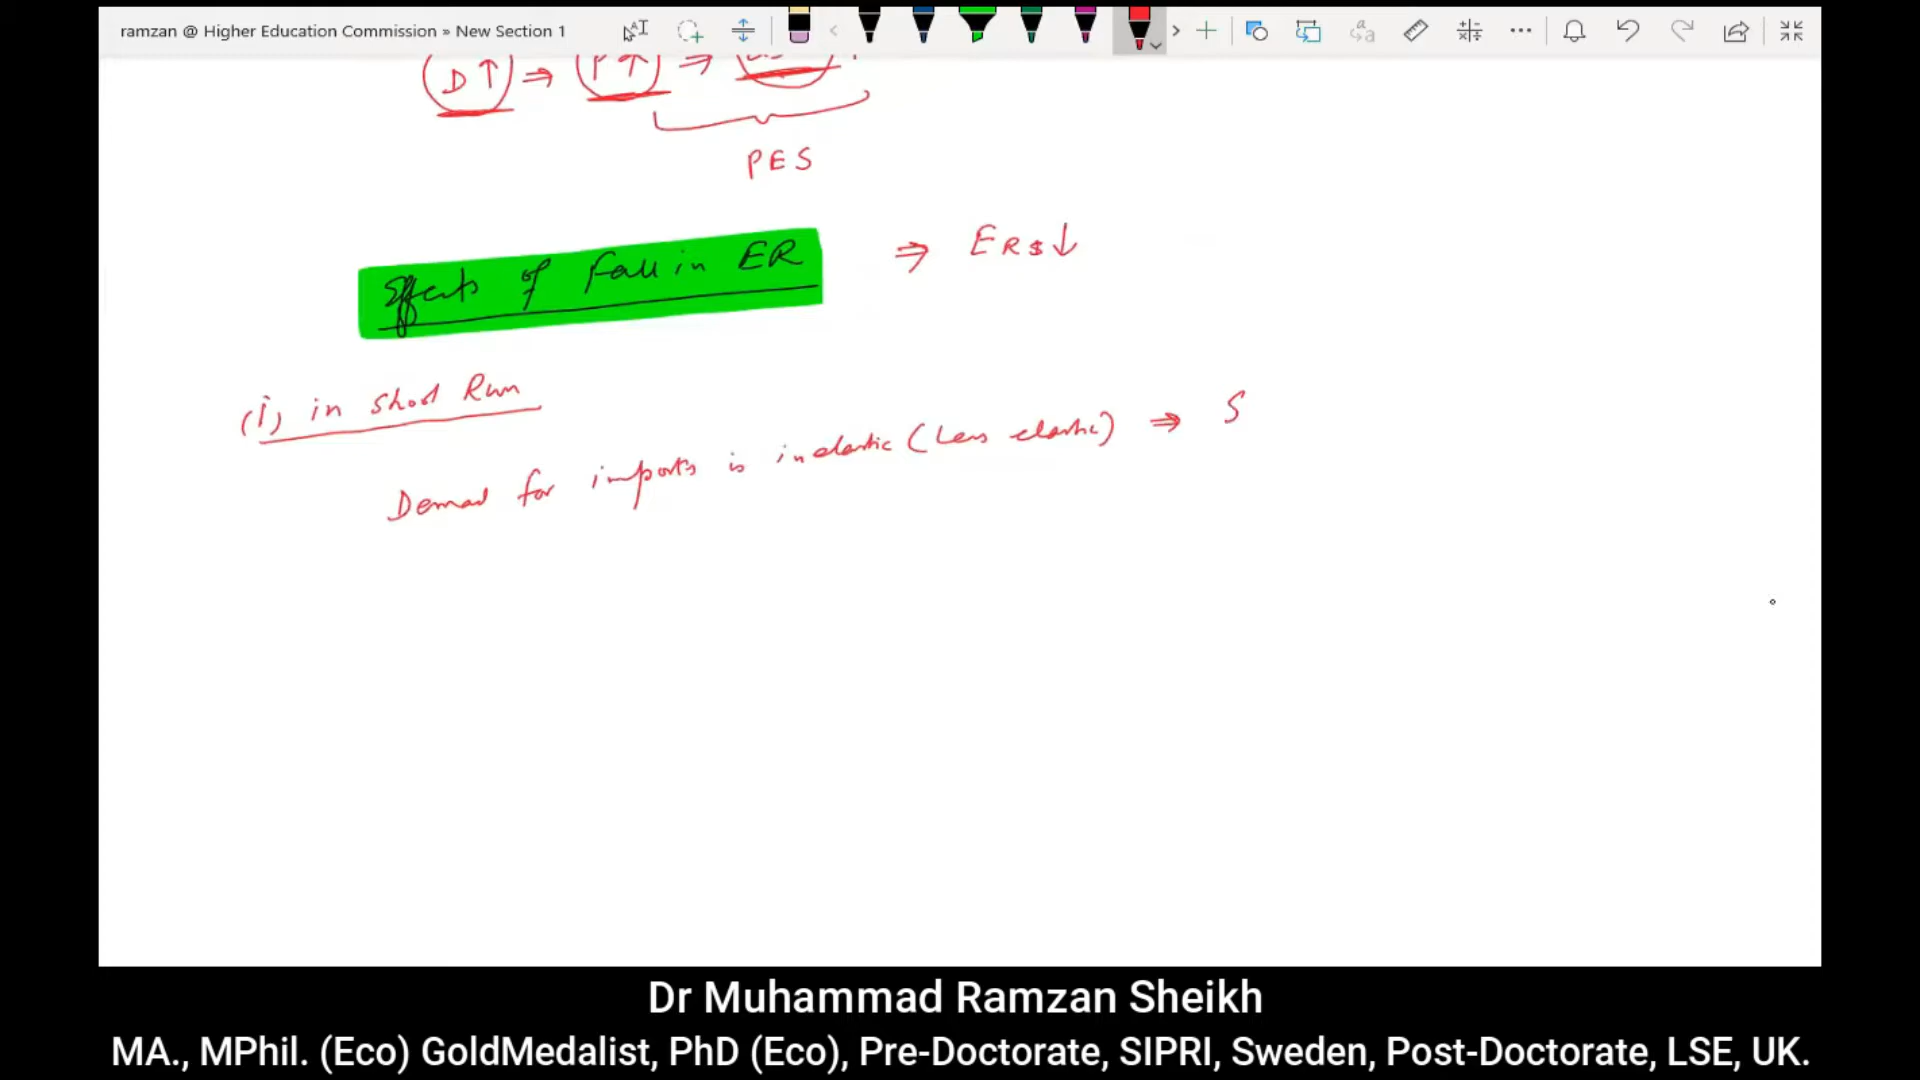 ramzan @ Higher Education Commission » New Section 1
(D↑) ⇒ (P↑) ⇒
PES
Effects of Fall in ER ⇒ ER$↓
(i) in Short Run
Demad for imports is inelastic (Less elastic) ⇒ S
Dr Muhammad Ramzan Sheikh
MA., MPhil. (Eco) GoldMedalist, PhD (Eco), Pre-Doctorate, SIPRI, Sweden, Post-Doctorate, LSE, UK.